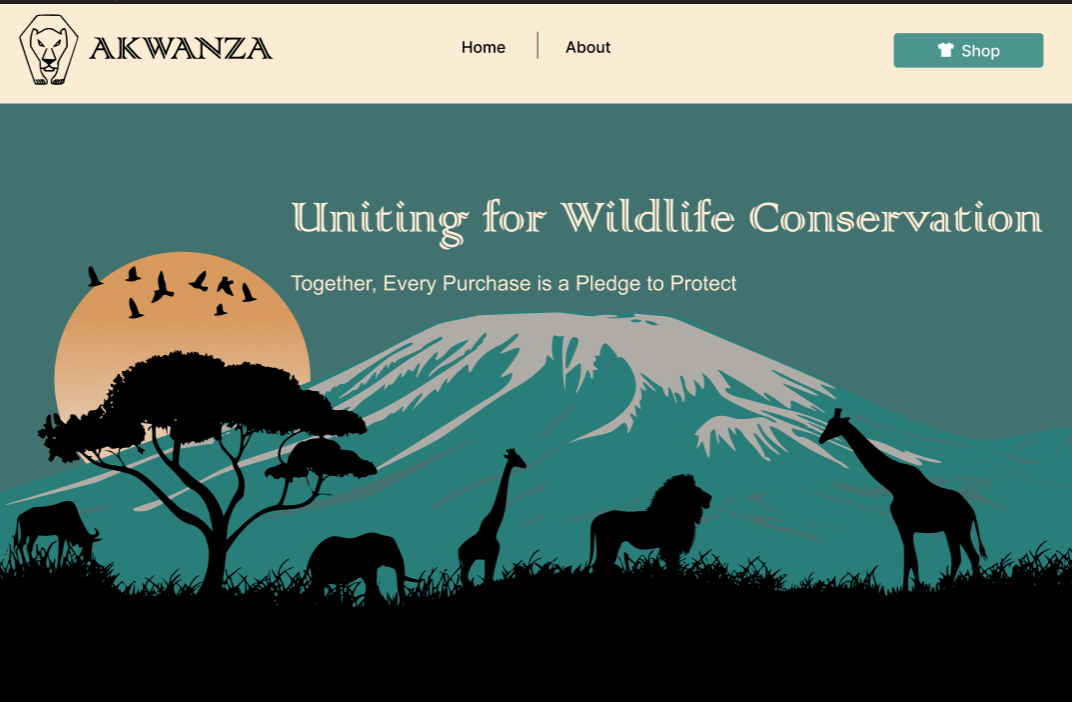 AKWANZA
Home
About
Shop
Uniting for Wildlife Conservation
Together, Every Purchase is a Pledge to Protect